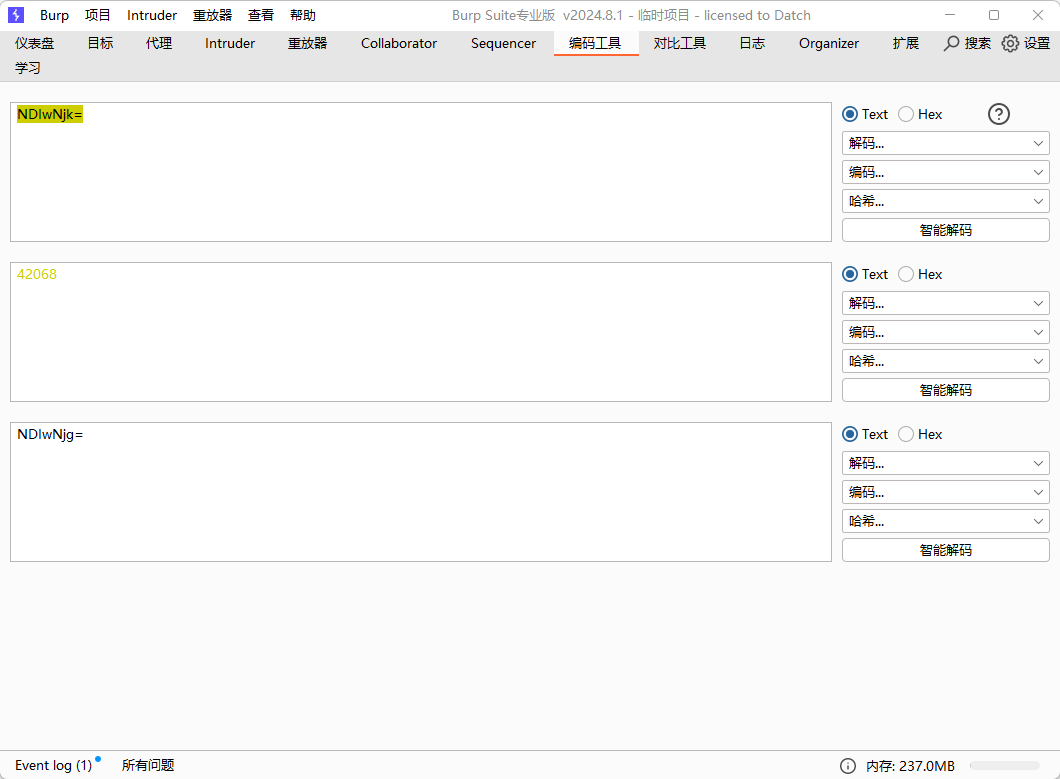 Burp 项目 Intruder 重放器 查看 帮助 Burp Suite专业版 v2024.8.1 - 临时项目 - licensed to Datch
仪表盘 目标 代理 Intruder 重放器 Collaborator Sequencer 编码工具 对比工具 日志 Organizer 扩展 搜索 设置
学习
NDIwNjk= Text Hex ?
解码...
编码...
哈希...
智能解码
42068 Text Hex
解码...
编码...
哈希...
智能解码
NDIwNjg= Text Hex
解码...
编码...
哈希...
智能解码
Event log (1) 所有问题 内存: 237.0MB